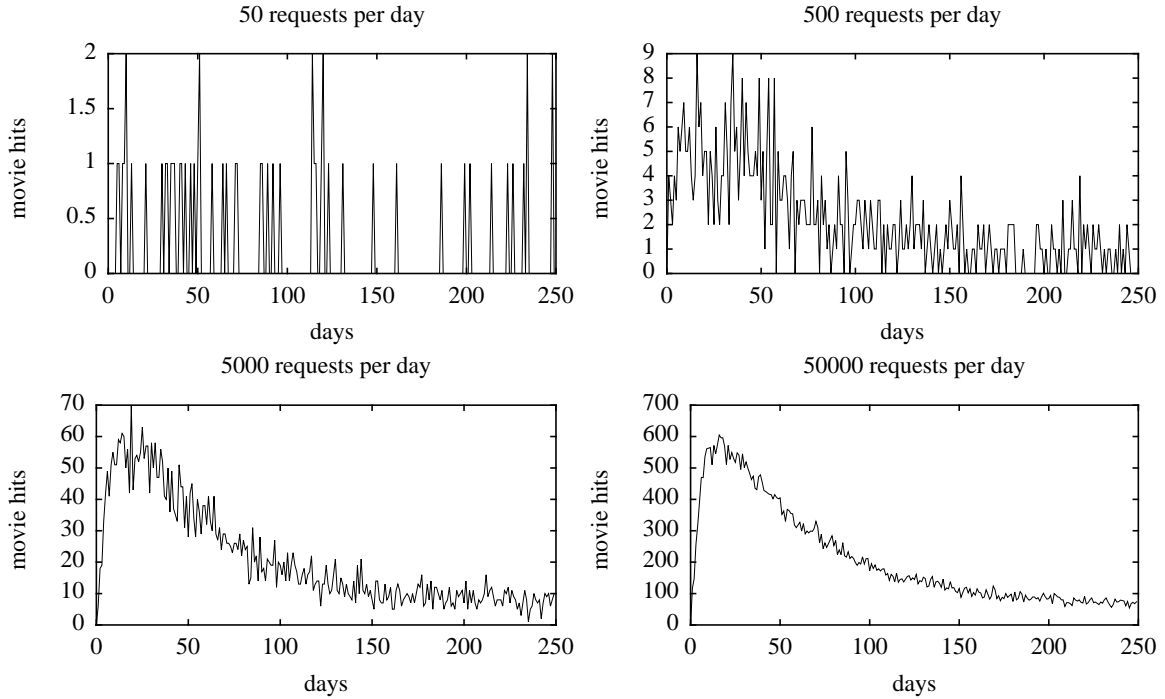 50 requests per day
2
1.5
1
0.5
0
movie hits
0 50 100 150 200 250
days
500 requests per day
9
8
7
6
5
4
3
2
1
0
movie hits
0 50 100 150 200 250
days
5000 requests per day
70
60
50
40
30
20
10
0
movie hits
0 50 100 150 200 250
days
50000 requests per day
700
600
500
400
300
200
100
0
movie hits
0 50 100 150 200 250
days